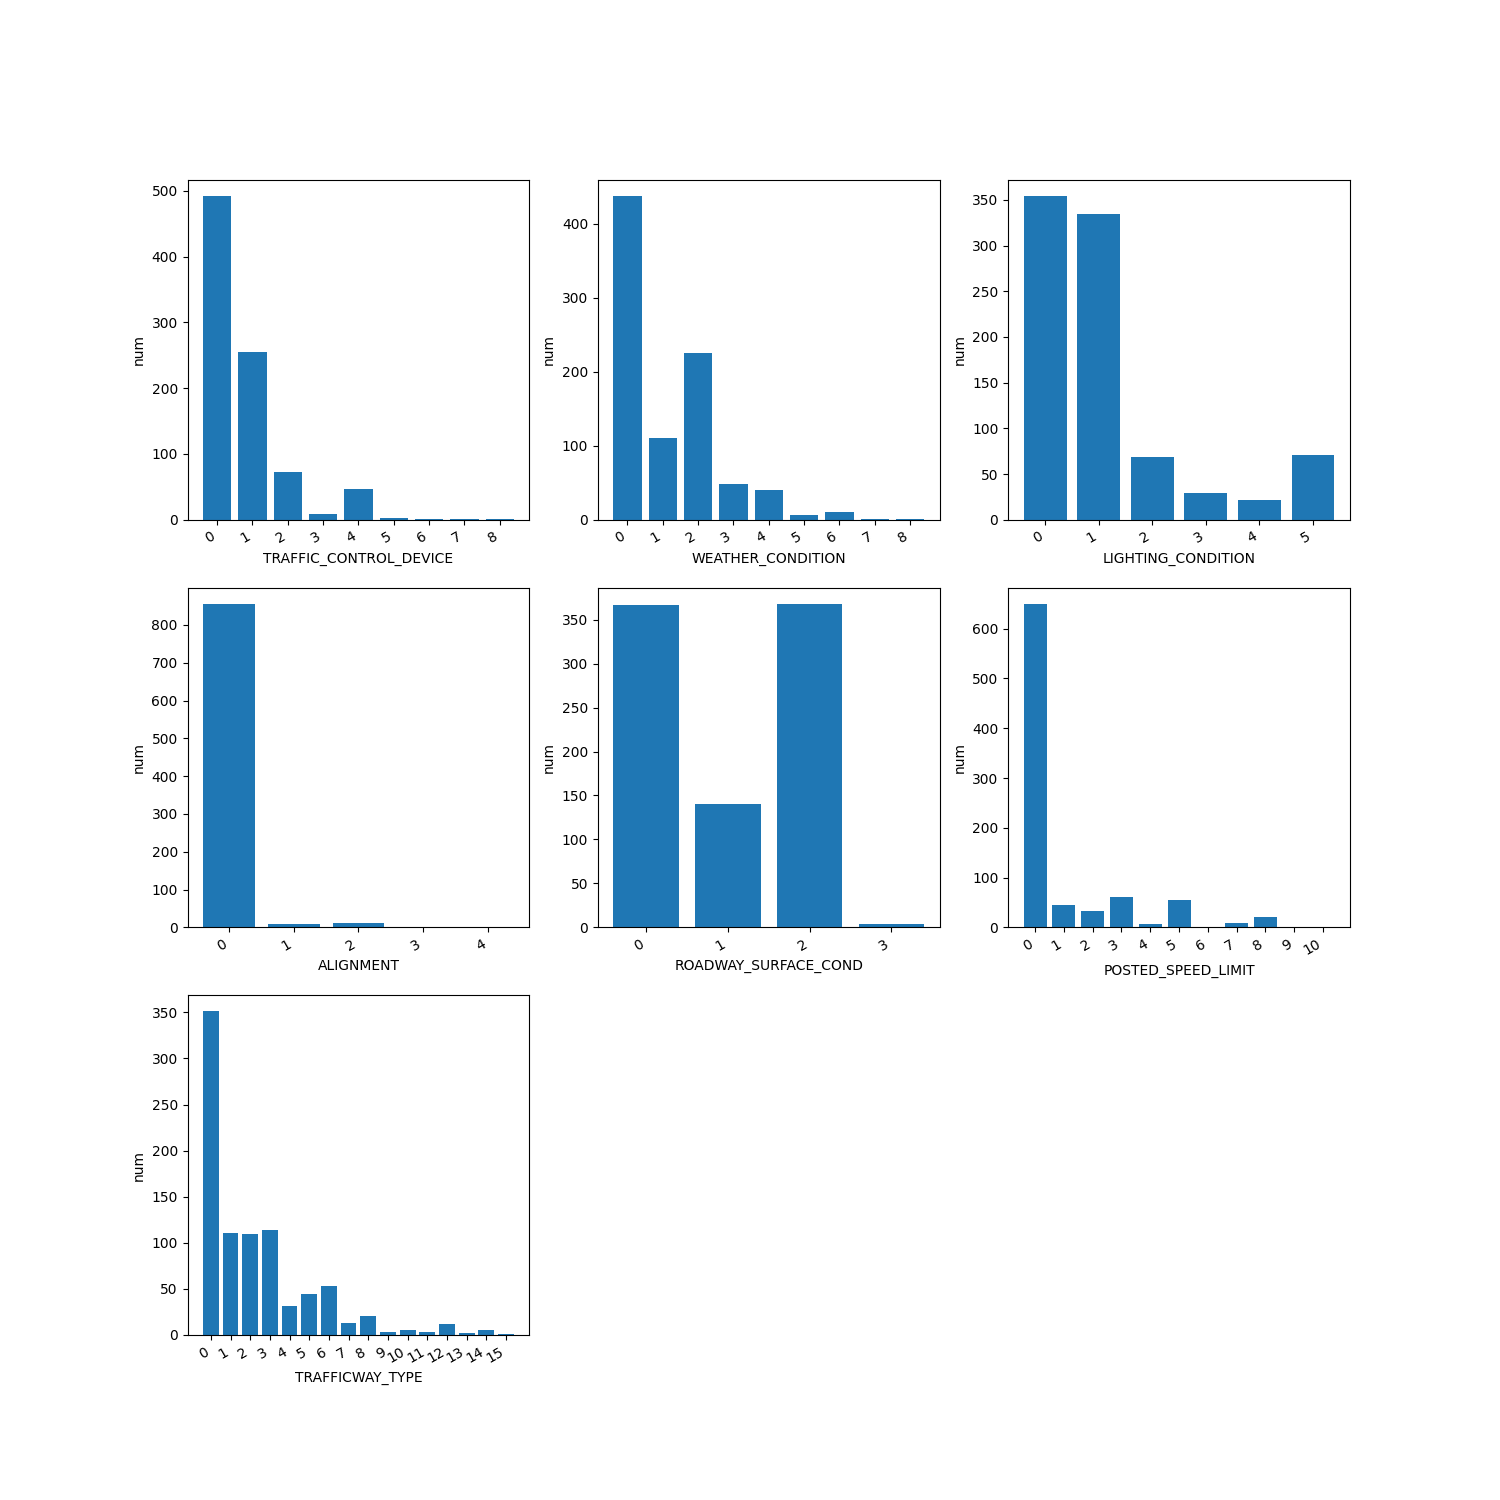 500
400
300
200
100
0
num
0 1 2 3 4 5 6 7 8
TRAFFIC_CONTROL_DEVICE
400
300
200
100
0
num
0 1 2 3 4 5 6 7 8
WEATHER_CONDITION
350
300
250
200
150
100
50
0
num
0 1 2 3 4 5
LIGHTING_CONDITION
800
700
600
500
400
300
200
100
0
num
0 1 2 3 4
ALIGNMENT
350
300
250
200
150
100
50
0
num
0 1 2 3
ROADWAY_SURFACE_COND
600
500
400
300
200
100
0
num
0 1 2 3 4 5 6 7 8 9 10
POSTED_SPEED_LIMIT
350
300
250
200
150
100
50
0
num
0 1 2 3 4 5 6 7 8 9 10 11 12 13 14 15
TRAFFICWAY_TYPE